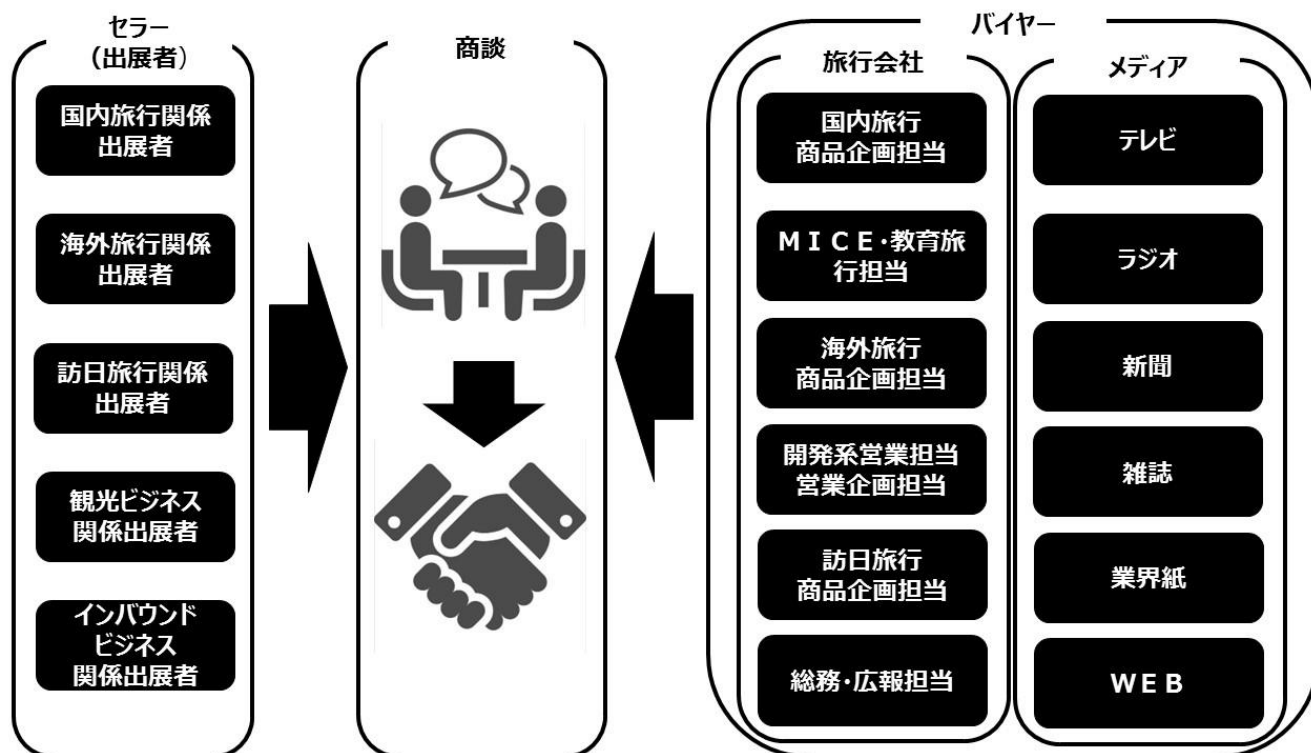 セラー
（出展者）
国内旅行関係
出展者
海外旅行関係
出展者
訪日旅行関係
出展者
観光ビジネス
関係出展者
インバウンド
ビジネス
関係出展者
商談
バイヤー
旅行会社
国内旅行
商品企画担当
ＭＩＣＥ・教育旅
行担当
海外旅行
商品企画担当
開発系営業担当
営業企画担当
訪日旅行
商品企画担当
総務・広報担当
メディア
テレビ
ラジオ
新聞
雑誌
業界紙
ＷＥＢ